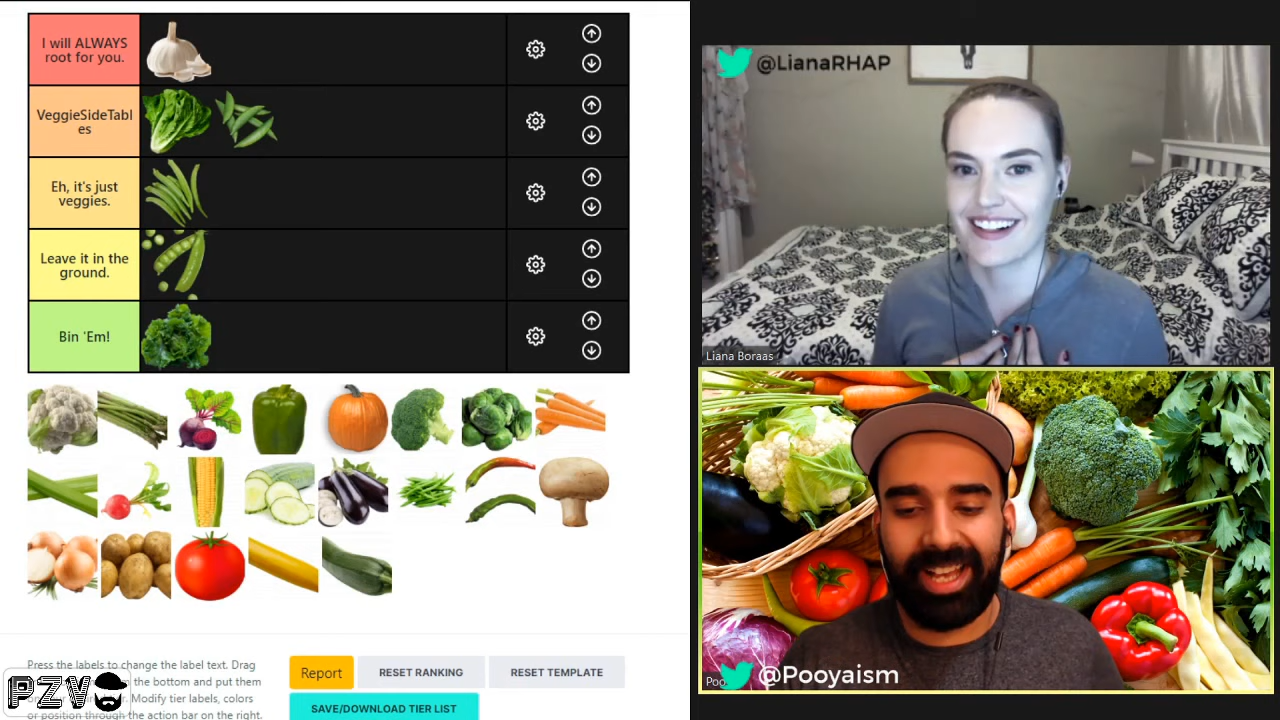 I will ALWAYS
root for you.
VeggieSideTabl
es
Eh, it's just
veggies.
Leave it in the
ground.
Bin 'Em!
Press the labels to change the label text. Drag
the bottom and put them
Modify tier labels, colors
or position through the action bar on the right.
Report
RESET RANKING
RESET TEMPLATE
SAVE/DOWNLOAD TIER LIST
PZV
@LianaRHAP
Liana Boraas
Poo
@Pooyaism